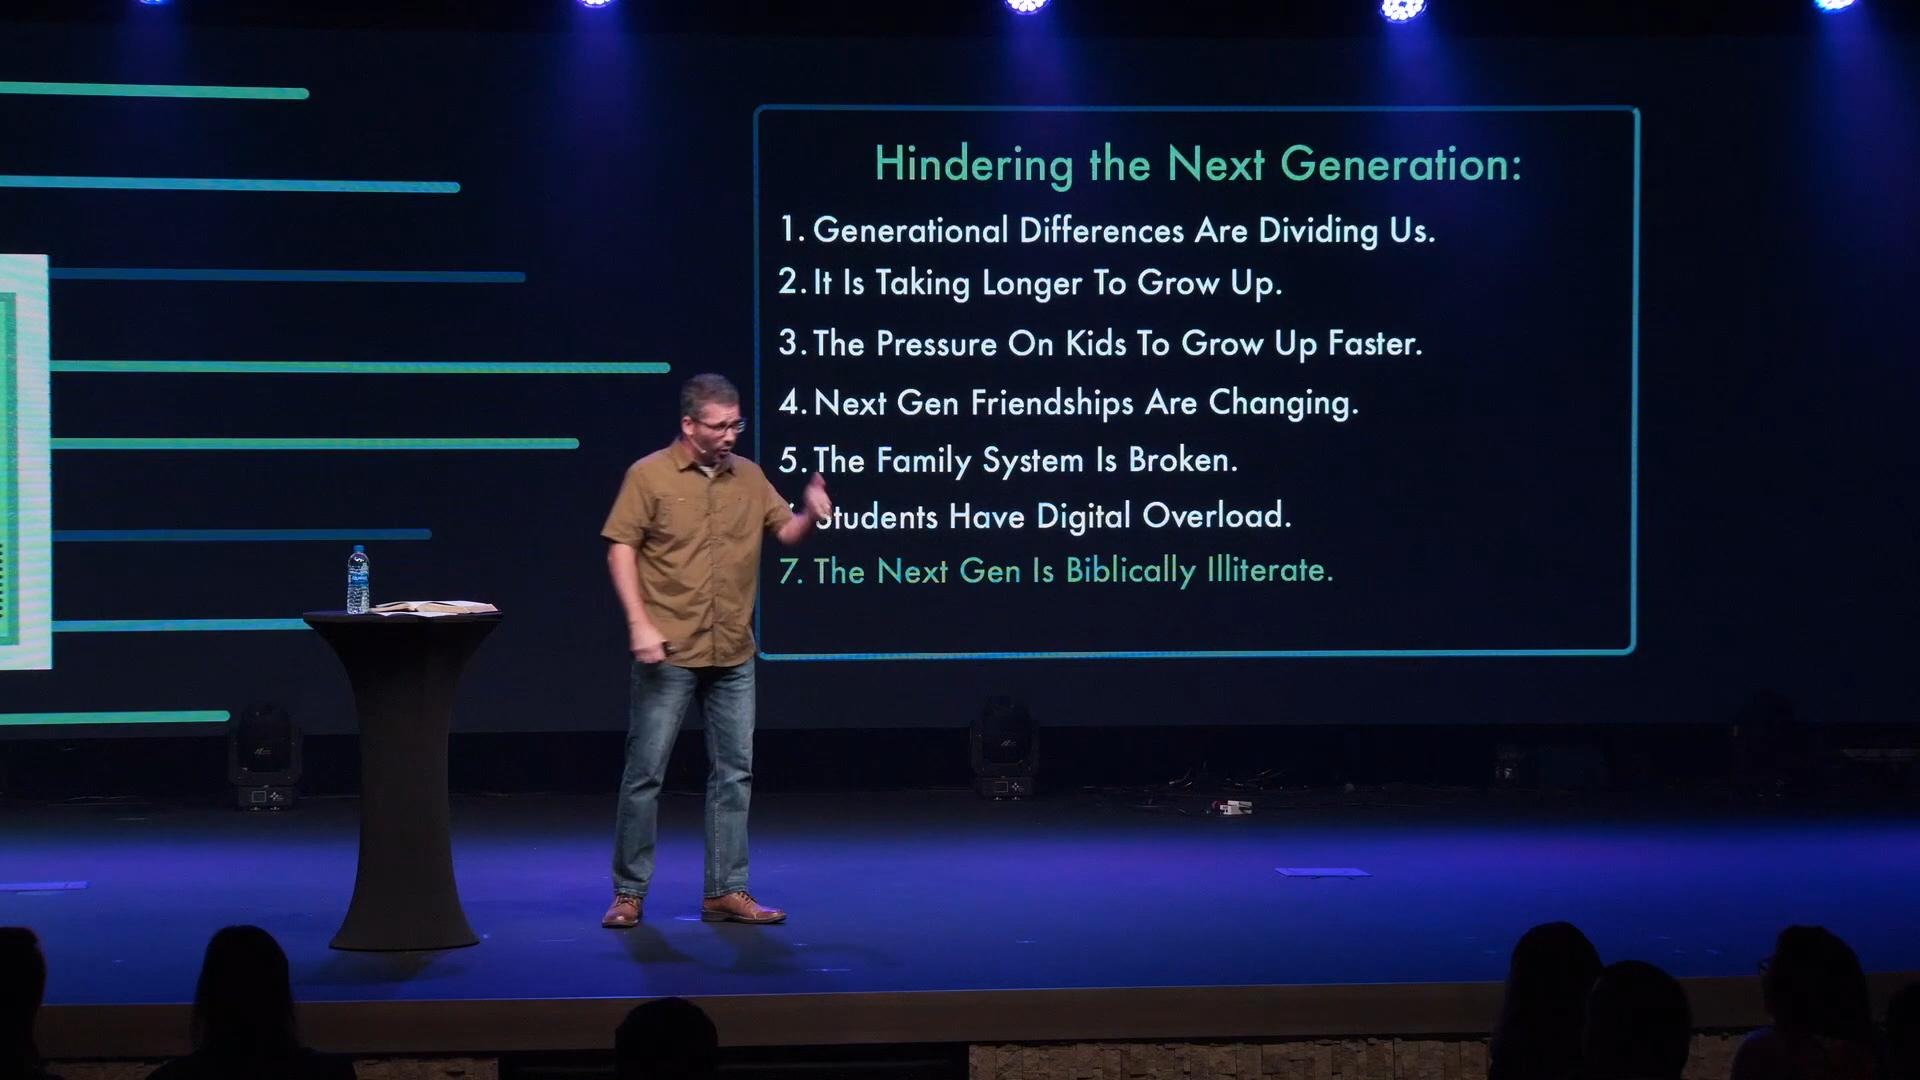 Hindering the Next Generation:
1. Generational Differences Are Dividing Us.
2. It Is Taking Longer To Grow Up.
3. The Pressure On Kids To Grow Up Faster.
4. Next Gen Friendships Are Changing.
5. The Family System Is Broken.
Students Have Digital Overload.
7. The Next Gen Is Biblically Illiterate.